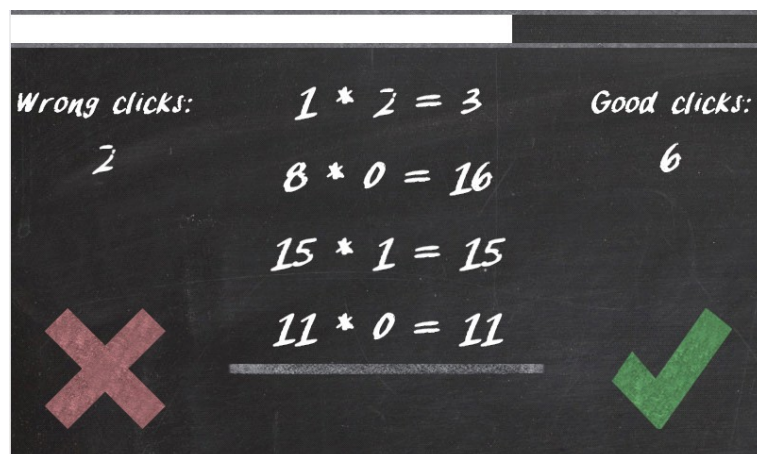 Wrong clicks:
2
1 * 2 = 3
8 * 0 = 16
15 * 1 = 15
11 * 0 = 11
Good clicks:
6